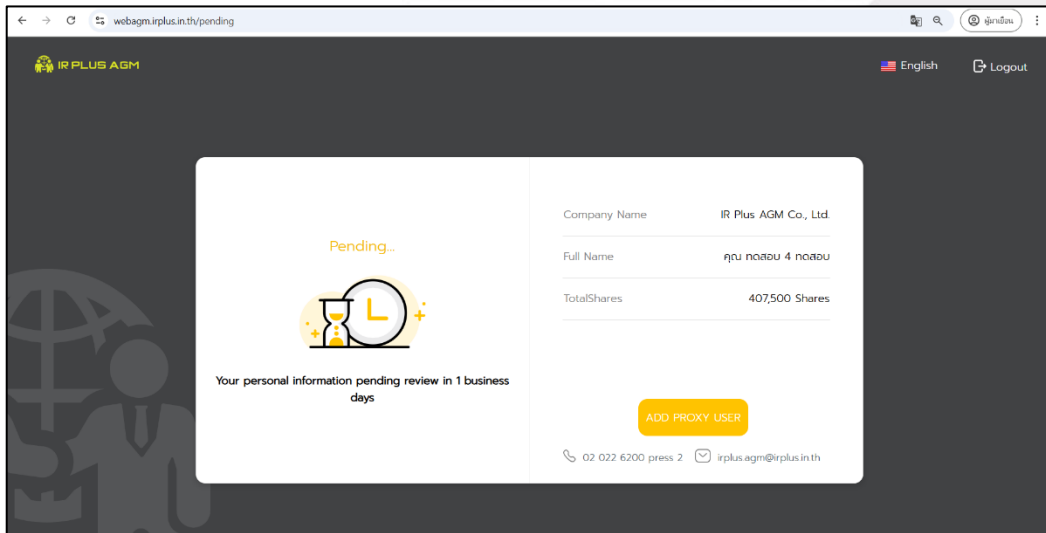 webagm.irplus.in.th/pending
ผู้มาเยือน
IR PLUS AGM
English
Logout
Pending...
Your personal information pending review in 1 business
days
Company Name IR Plus AGM Co., Ltd.
Full Name คุณ ทดสอบ 4 ทดสอบ
TotalShares 407,500 Shares
ADD PROXY USER
02 022 6200 press 2 irplus.agm@irplus.in.th